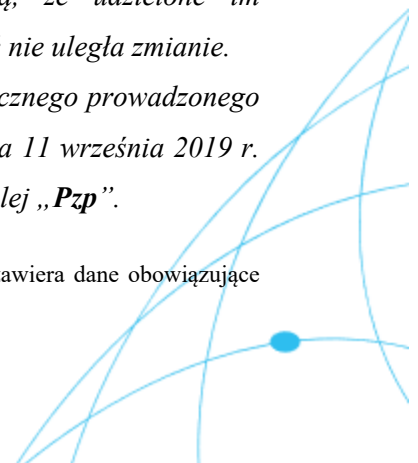 że udzielone im
nie uległa zmianie.
cznego prowadzonego
a 11 września 2019 r.
lej „Pzp”.
awiera dane obowiązujące